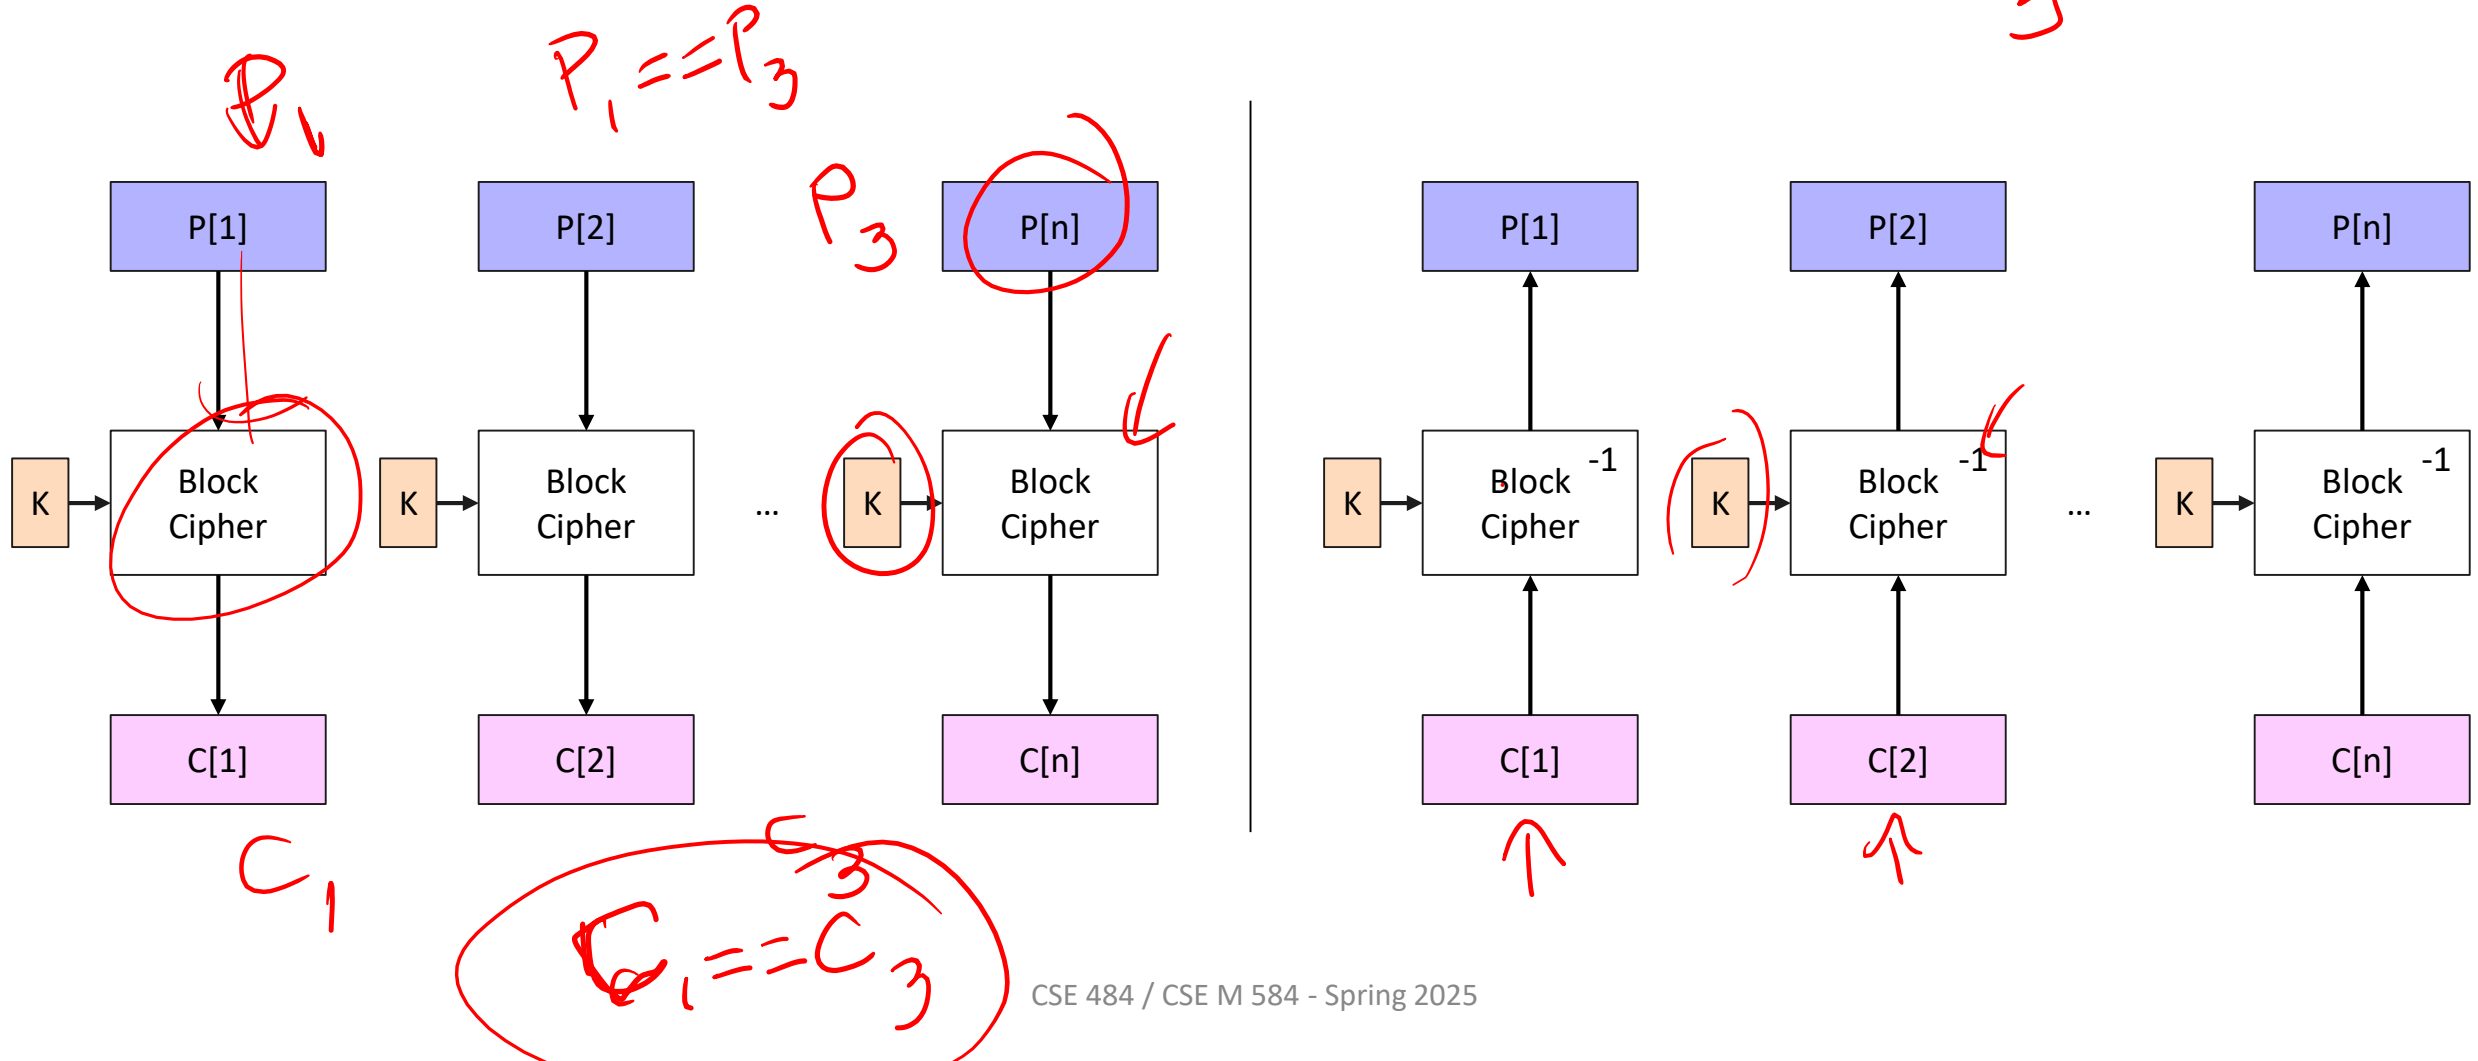 P₁ == P₃
P₁
P₃
P[1] P[2] P[n] P[1] P[2] P[n]
K Block Cipher K Block Cipher ... K Block Cipher K Block Cipher -1 K Block Cipher -1 ... K Block Cipher -1
C[1] C[2] C[n] C[1] C[2] C[n]
C₁
C₃
C₁ == C₃
CSE 484 / CSE M 584 - Spring 2025